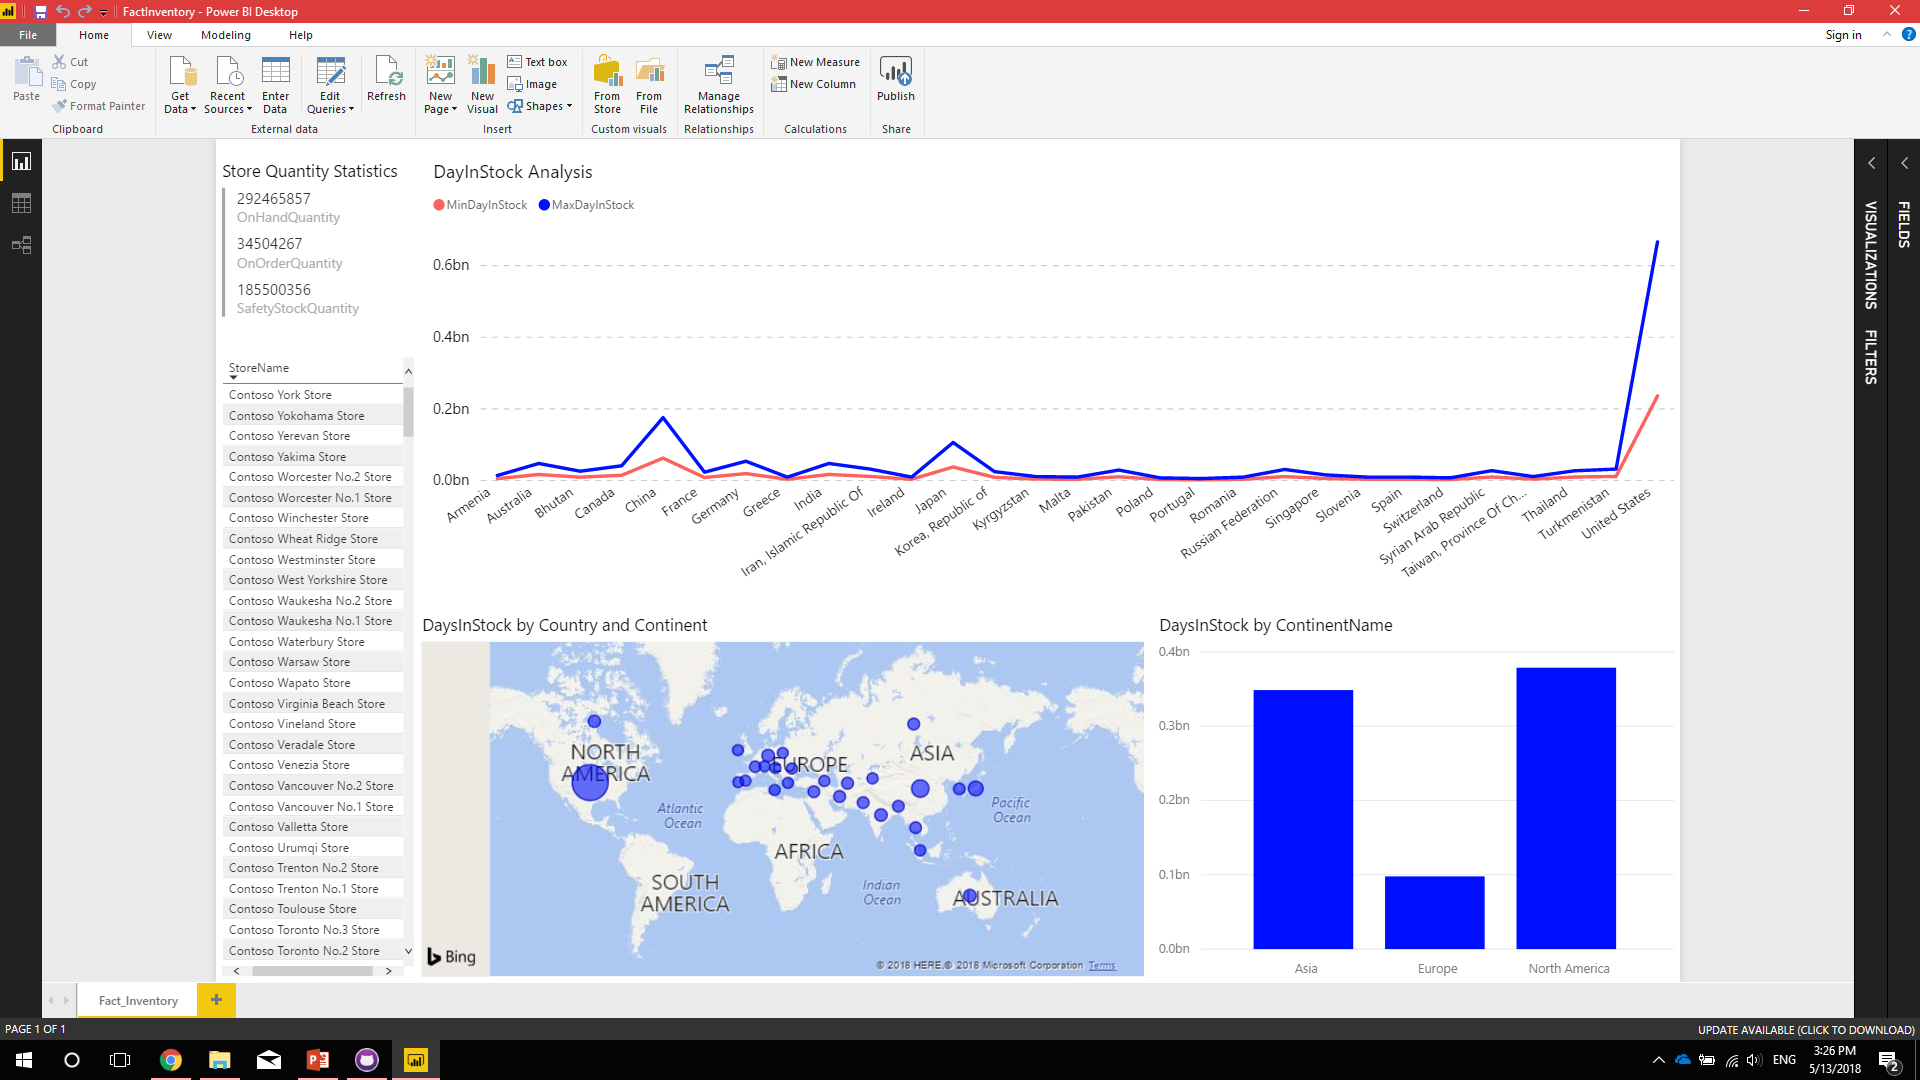 FactInventory - Power BI Desktop
File Home View Modeling Help
Sign in
Paste
Cut
Copy
Format Painter
Clipboard
Get Data
Recent Sources
Enter Data
Edit Queries
Refresh
External data
New Page
New Visual
Text box
Image
Shapes
Insert
From Store
From File
Custom visuals
Manage Relationships
Relationships
New Measure
New Column
Calculations
Publish
Share
Store Quantity Statistics
292465857
OnHandQuantity
34504267
OnOrderQuantity
185500356
SafetyStockQuantity
StoreName
Contoso York Store
Contoso Yokohama Store
Contoso Yerevan Store
Contoso Yakima Store
Contoso Worcester No.2 Store
Contoso Worcester No.1 Store
Contoso Winchester Store
Contoso Wheat Ridge Store
Contoso Westminster Store
Contoso West Yorkshire Store
Contoso Waukesha No.2 Store
Contoso Waukesha No.1 Store
Contoso Waterbury Store
Contoso Warsaw Store
Contoso Wapato Store
Contoso Virginia Beach Store
Contoso Vineland Store
Contoso Veradale Store
Contoso Venezia Store
Contoso Vancouver No.2 Store
Contoso Vancouver No.1 Store
Contoso Valletta Store
Contoso Urumqi Store
Contoso Trenton No.2 Store
Contoso Trenton No.1 Store
Contoso Toulouse Store
Contoso Toronto No.3 Store
Contoso Toronto No.2 Store
DayInStock Analysis
MinDayInStock MaxDayInStock
0.6bn
0.4bn
0.2bn
0.0bn
Armenia
Australia
Bhutan
Canada
China
France
Germany
Greece
India
Iran, Islamic Republic Of
Ireland
Japan
Korea, Republic of
Kyrgyzstan
Malta
Pakistan
Poland
Portugal
Romania
Russian Federation
Singapore
Slovenia
Spain
Switzerland
Syrian Arab Republic
Taiwan, Province Of Ch...
Thailand
Turkmenistan
United States
DaysInStock by Country and Continent
NORTH AMERICA
EUROPE
ASIA
Atlantic Ocean
Pacific Ocean
AFRICA
SOUTH AMERICA
Indian Ocean
AUSTRALIA
Bing
© 2018 HERE,© 2018 Microsoft Corporation Terms
DaysInStock by ContinentName
0.4bn
0.3bn
0.2bn
0.1bn
0.0bn
Asia Europe North America
VISUALIZATIONS
FILTERS
FIELDS
Fact_Inventory
PAGE 1 OF 1
UPDATE AVAILABLE (CLICK TO DOWNLOAD)
ENG
3:26 PM
5/13/2018
2